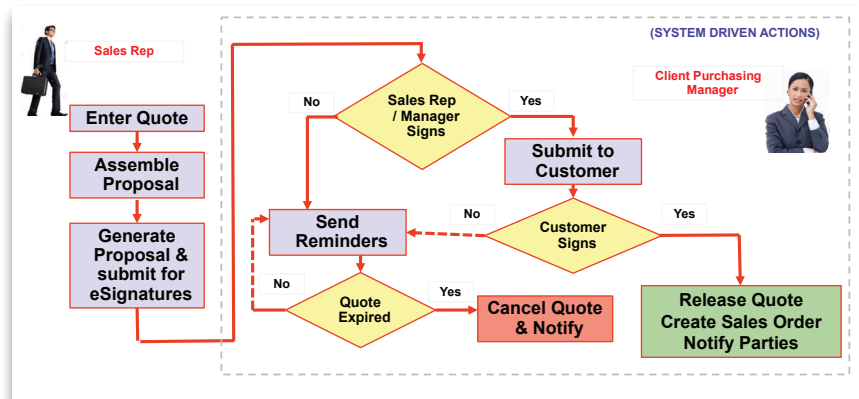 (SYSTEM DRIVEN ACTIONS)
Sales Rep
Client Purchasing
Manager
Enter Quote
Assemble
Proposal
Generate
Proposal &
submit for
eSignatures
No
Sales Rep
/ Manager
Signs
Yes
Submit to
Customer
No
Customer
Signs
Yes
Send
Reminders
No
Quote
Expired
Yes
Cancel Quote
& Notify
Release Quote
Create Sales Order
Notify Parties